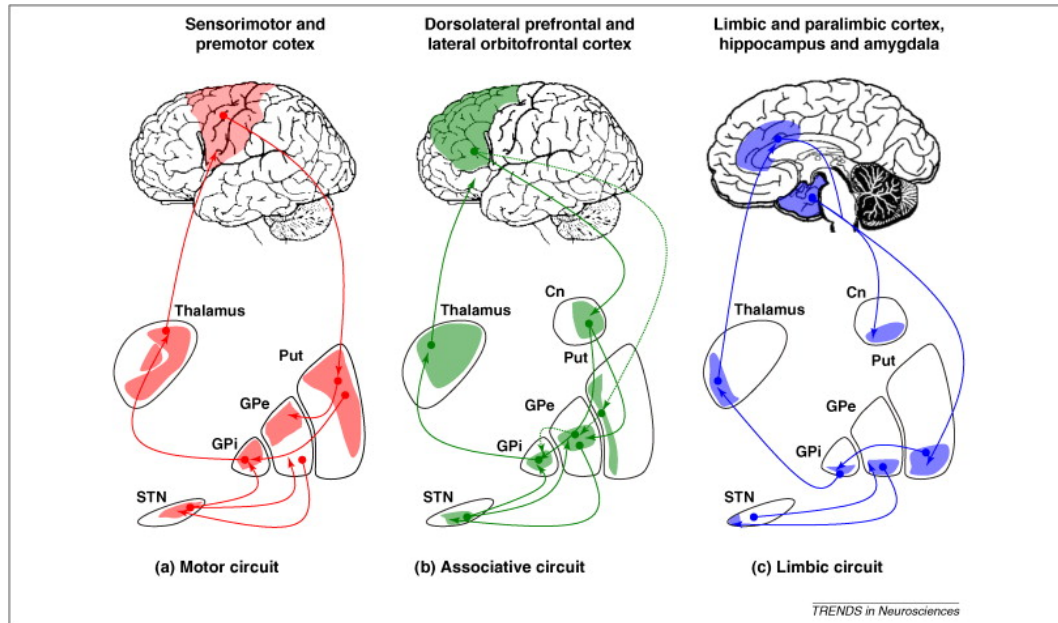 Sensorimotor and
premotor cotex
Dorsolateral prefrontal and
lateral orbitofrontal cortex
Limbic and paralimbic cortex,
hippocampus and amygdala
Thalamus
Put
GPe
GPi
STN
(a) Motor circuit
Cn
Thalamus
Put
GPe
GPi
STN
(b) Associative circuit
Cn
Thalamus
Put
GPe
GPi
STN
(c) Limbic circuit
TRENDS in Neurosciences